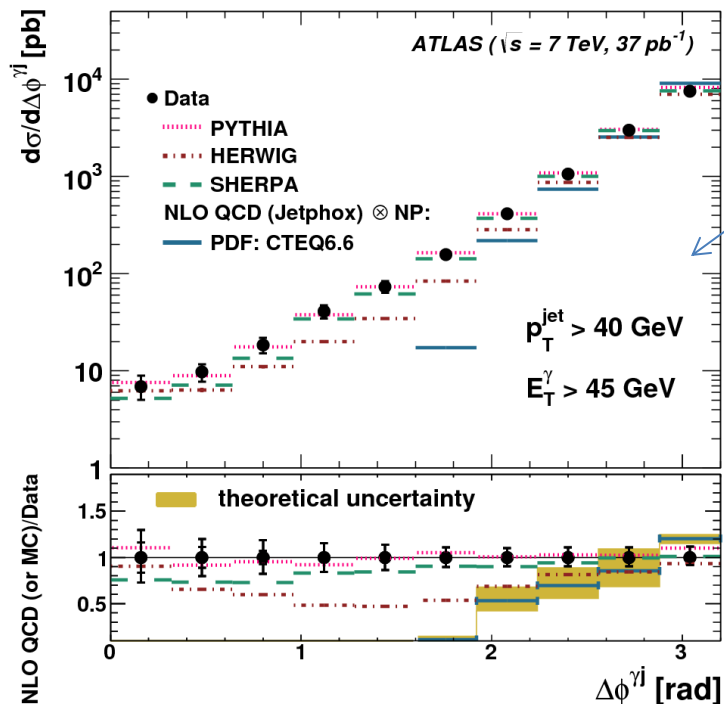 ATLAS ( √s = 7 TeV, 37 pb⁻¹)
dσ/dΔϕ^γj [pb]
10⁴
10³
10²
10
1
Data
PYTHIA
HERWIG
SHERPA
NLO QCD (Jetphox) ⊗ NP:
PDF: CTEQ6.6
p_T^jet > 40 GeV
E_T^γ > 45 GeV
NLO QCD (or MC)/Data
theoretical uncertainty
1.5
1
0.5
0 1 2 3
Δϕ^γj [rad]